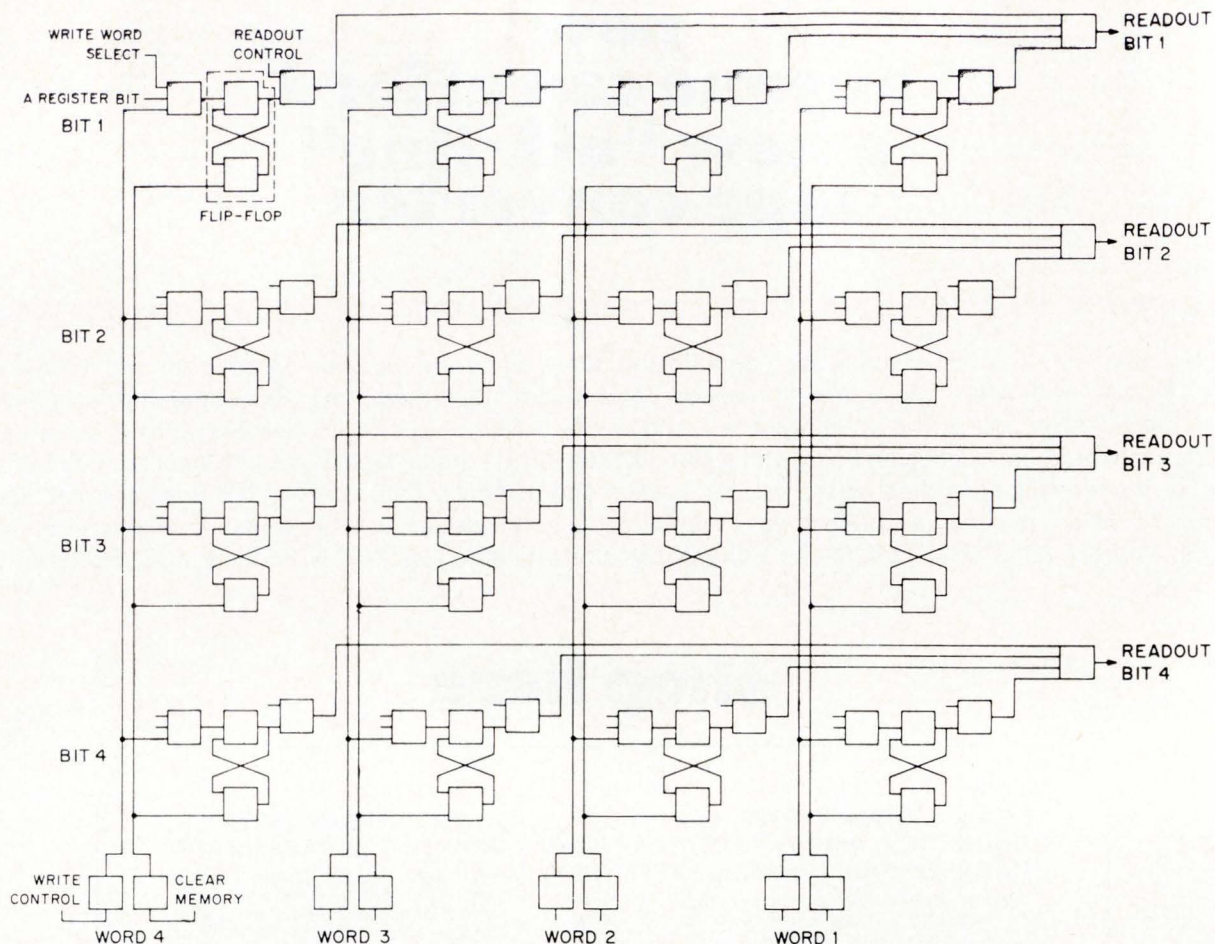 WRITE WORD
SELECT
READOUT
CONTROL
READOUT
BIT 1
A REGISTER BIT
BIT 1
FLIP-FLOP
READOUT
BIT 2
BIT 2
READOUT
BIT 3
BIT 3
READOUT
BIT 4
BIT 4
WRITE
CONTROL
CLEAR
MEMORY
WORD 4
WORD 3
WORD 2
WORD 1